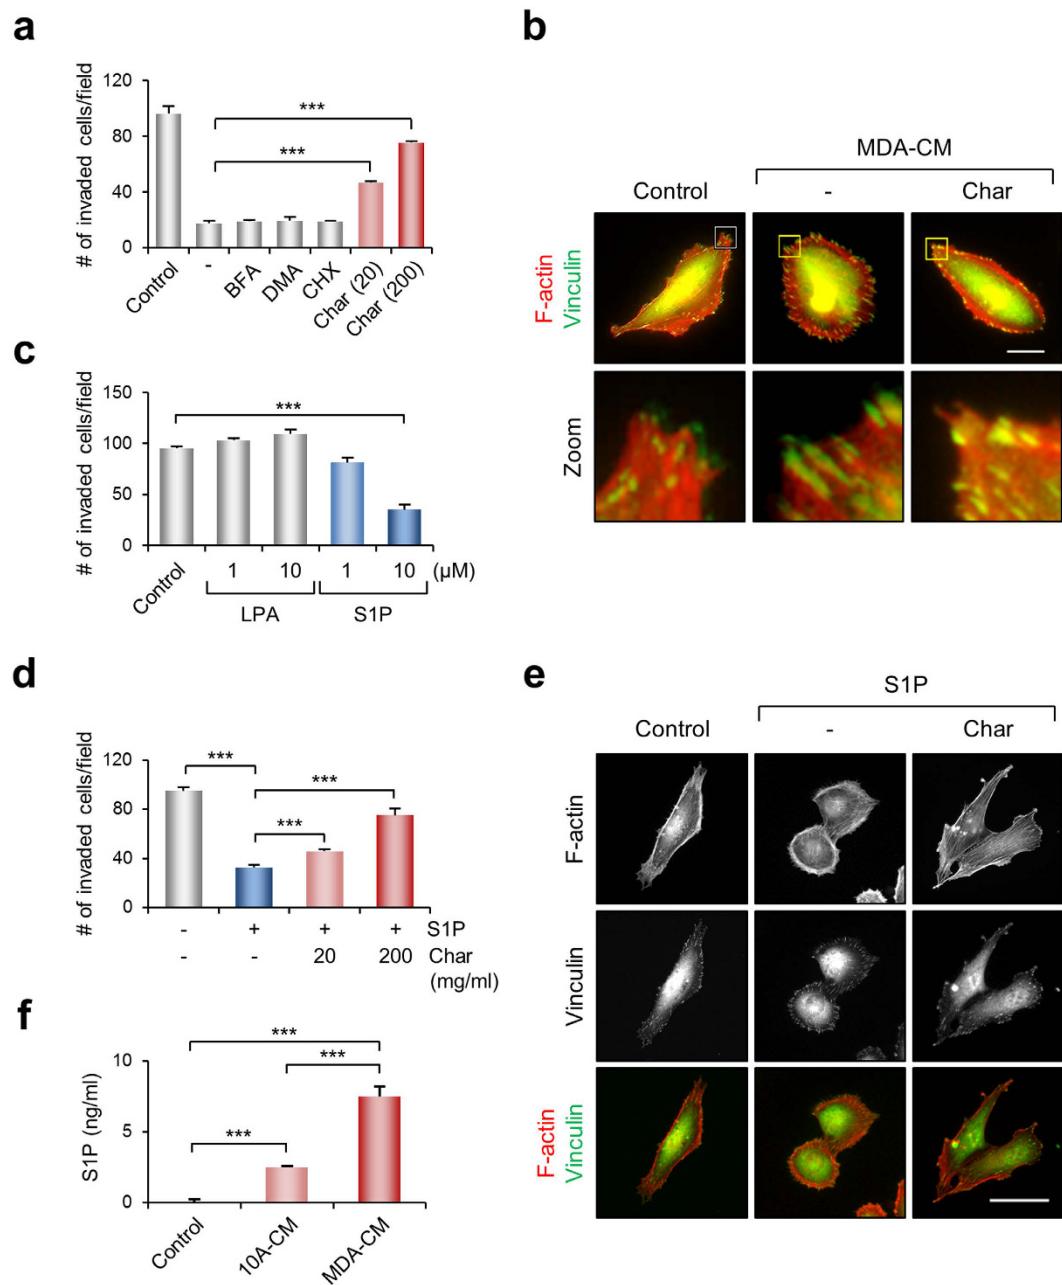 a
# of invaded cells/field
120
80
40
0
***
***
Control
-
BFA
DMA
CHX
Char (20)
Char (200)
b
MDA-CM
Control
-
Char
F-actin
Vinculin
Zoom
c
# of invaded cells/field
150
100
50
0
***
Control
1
10
1
10
(µM)
LPA
S1P
d
# of invaded cells/field
120
80
40
0
***
***
***
- + + + S1P
- - 20 200 Char
(mg/ml)
e
S1P
Control
-
Char
F-actin
Vinculin
F-actin
Vinculin
f
S1P (ng/ml)
10
5
0
***
***
***
Control
10A-CM
MDA-CM